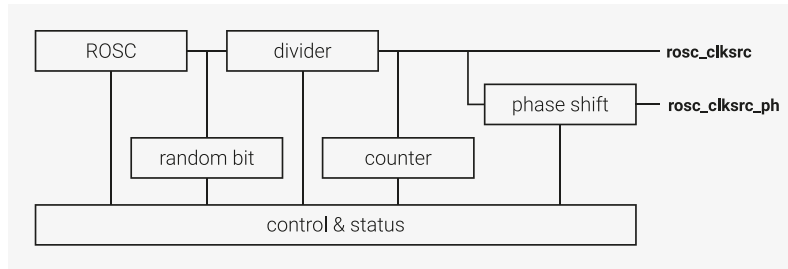 ROSC
divider
rosc_clksrc
phase shift
rosc_clksrc_ph
random bit
counter
control & status